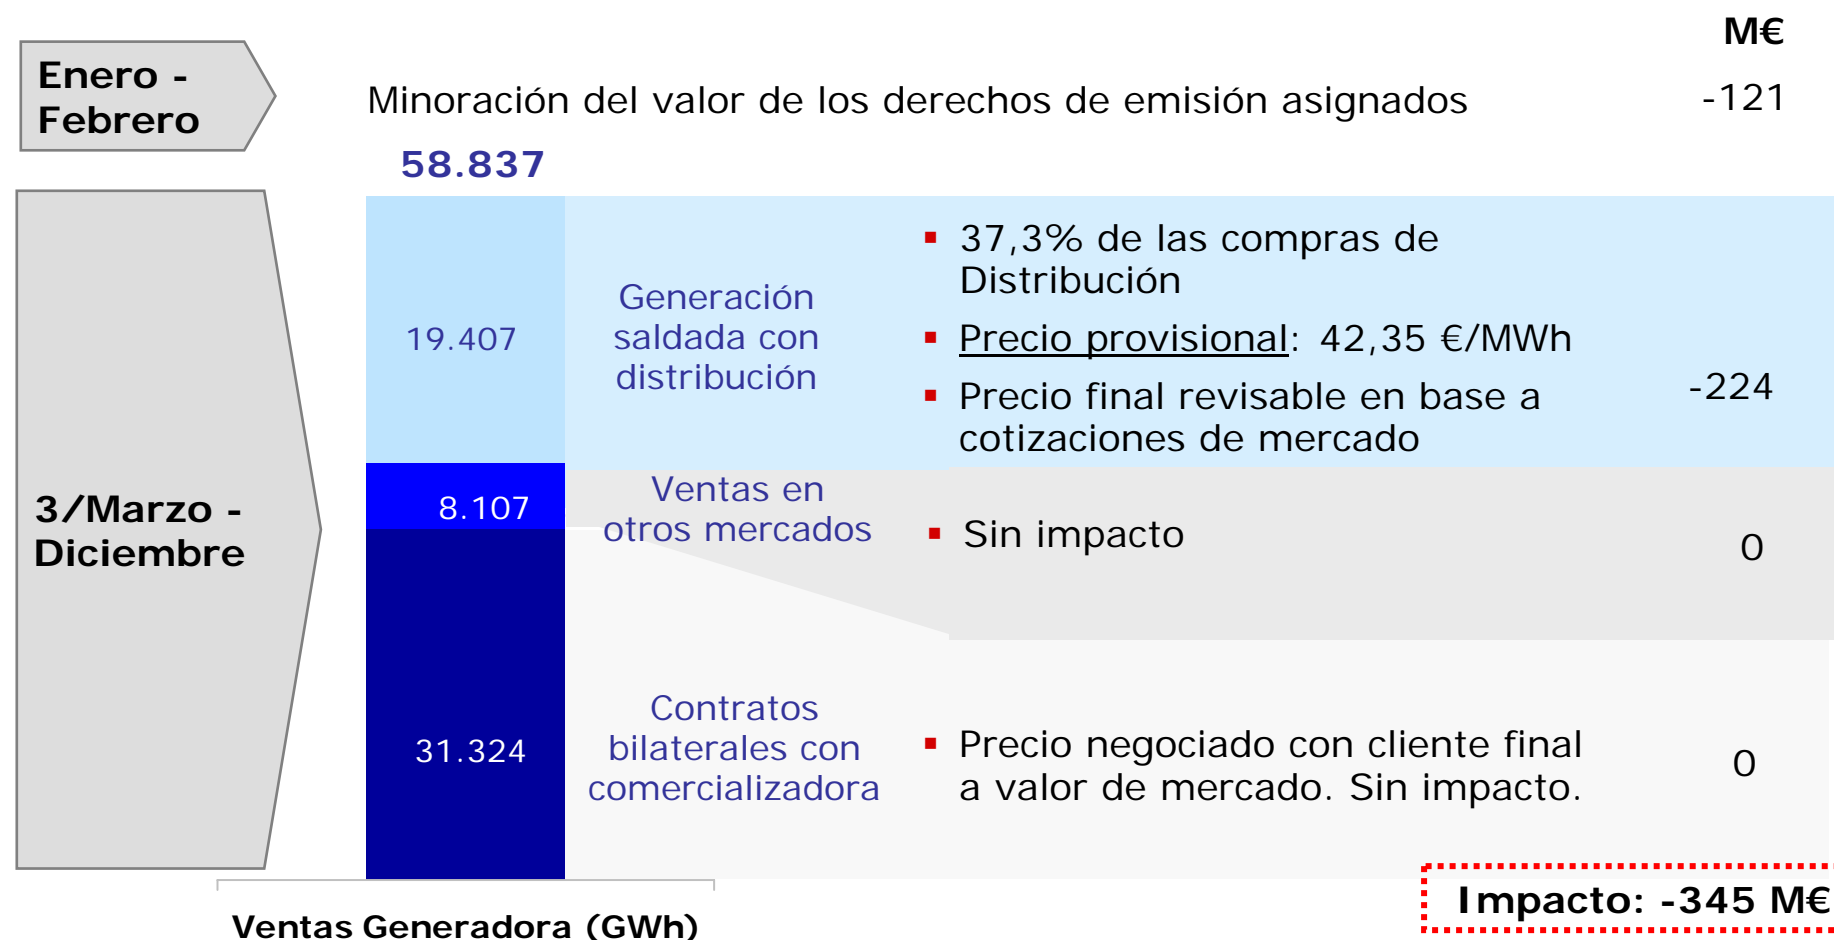 M€
Enero -
Febrero
Minoración del valor de los derechos de emisión asignados
-121
58.837
3/Marzo -
Diciembre
19.407
Generación
saldada con
distribución
▪ 37,3% de las compras de
Distribución
▪ Precio provisional: 42,35 €/MWh
▪ Precio final revisable en base a
cotizaciones de mercado
-224
8.107
Ventas en
otros mercados
▪ Sin impacto
0
31.324
Contratos
bilaterales con
comercializadora
▪ Precio negociado con cliente final
a valor de mercado. Sin impacto.
0
Impacto: -345 M€
Ventas Generadora (GWh)